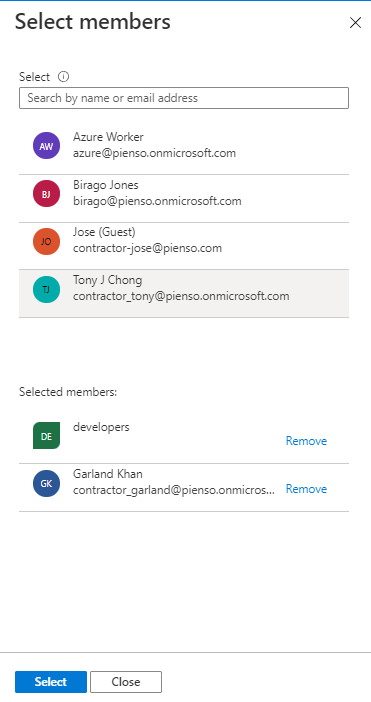 Select members
Select
Search by name or email address
AW
Azure Worker
azure@pienso.onmicrosoft.com
BJ
Birago Jones
birago@pienso.onmicrosoft.com
JO
Jose (Guest)
contractor-jose@pienso.com
TJ
Tony J Chong
contractor_tony@pienso.onmicrosoft.com
Selected members:
DE
developers
Remove
GK
Garland Khan
contractor_garland@pienso.onmicros...
Remove
Select
Close